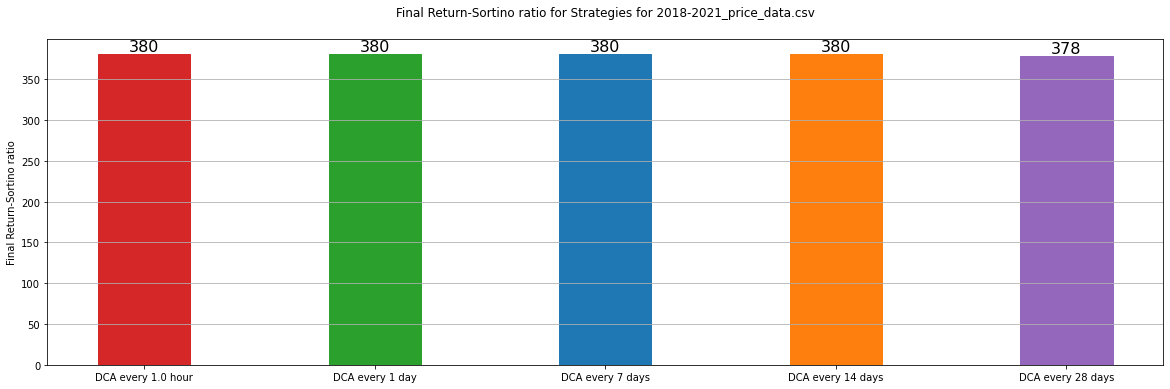 Final Return-Sortino ratio for Strategies for 2018-2021_price_data.csv
380
380
380
380
378
350
300
250
200
150
100
50
0
Final Return-Sortino ratio
DCA every 1.0 hour
DCA every 1 day
DCA every 7 days
DCA every 14 days
DCA every 28 days